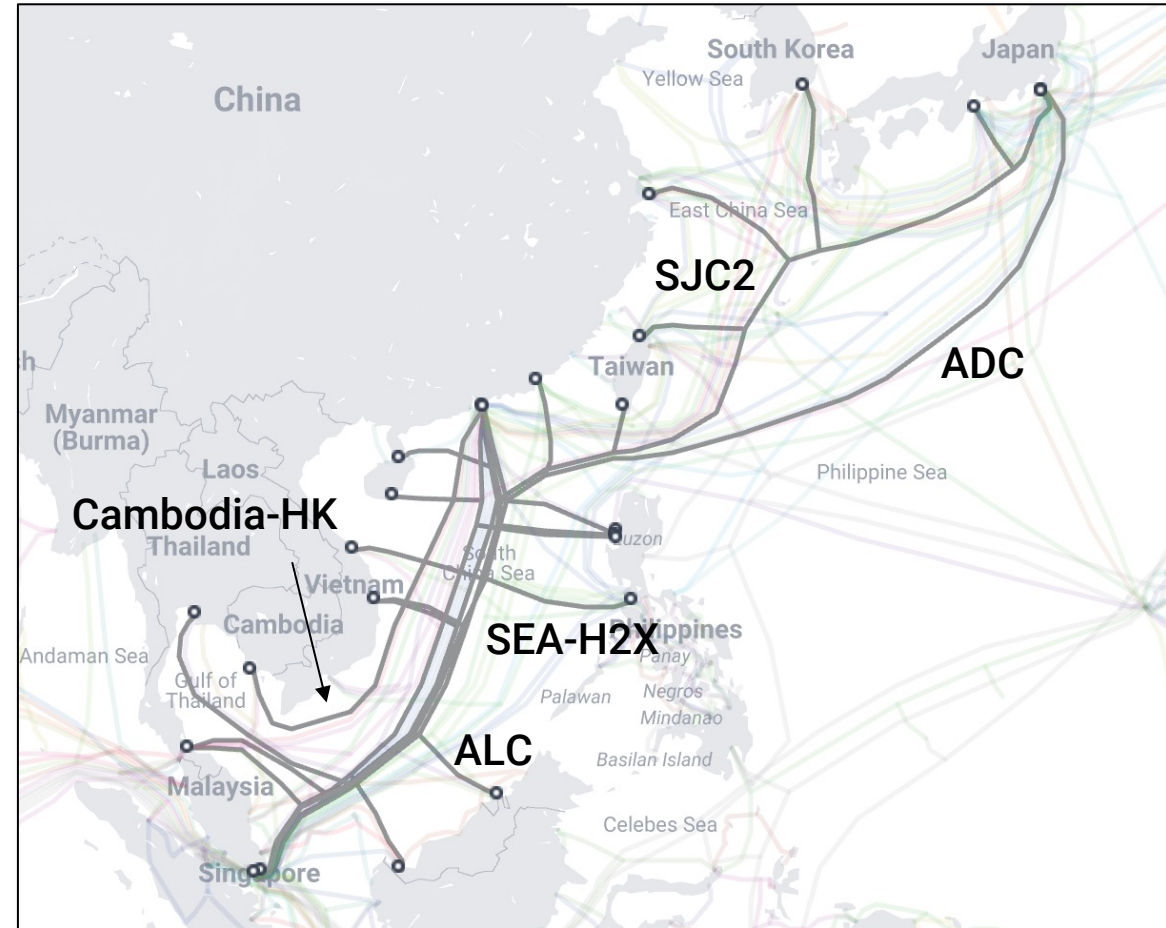 South Korea
Japan
Yellow Sea
China
East China Sea
SJC2
Taiwan
ADC
Myanmar
(Burma)
Laos
Philippine Sea
Cambodia-HK
Thailand
Luzon
South
China Sea
Vietnam
Cambodia
SEA-H2X
Philippines
Andaman Sea
Panay
Gulf of
Thailand
Palawan
Negros
Mindanao
ALC
Basilan Island
Malaysia
Celebes Sea
Singapore